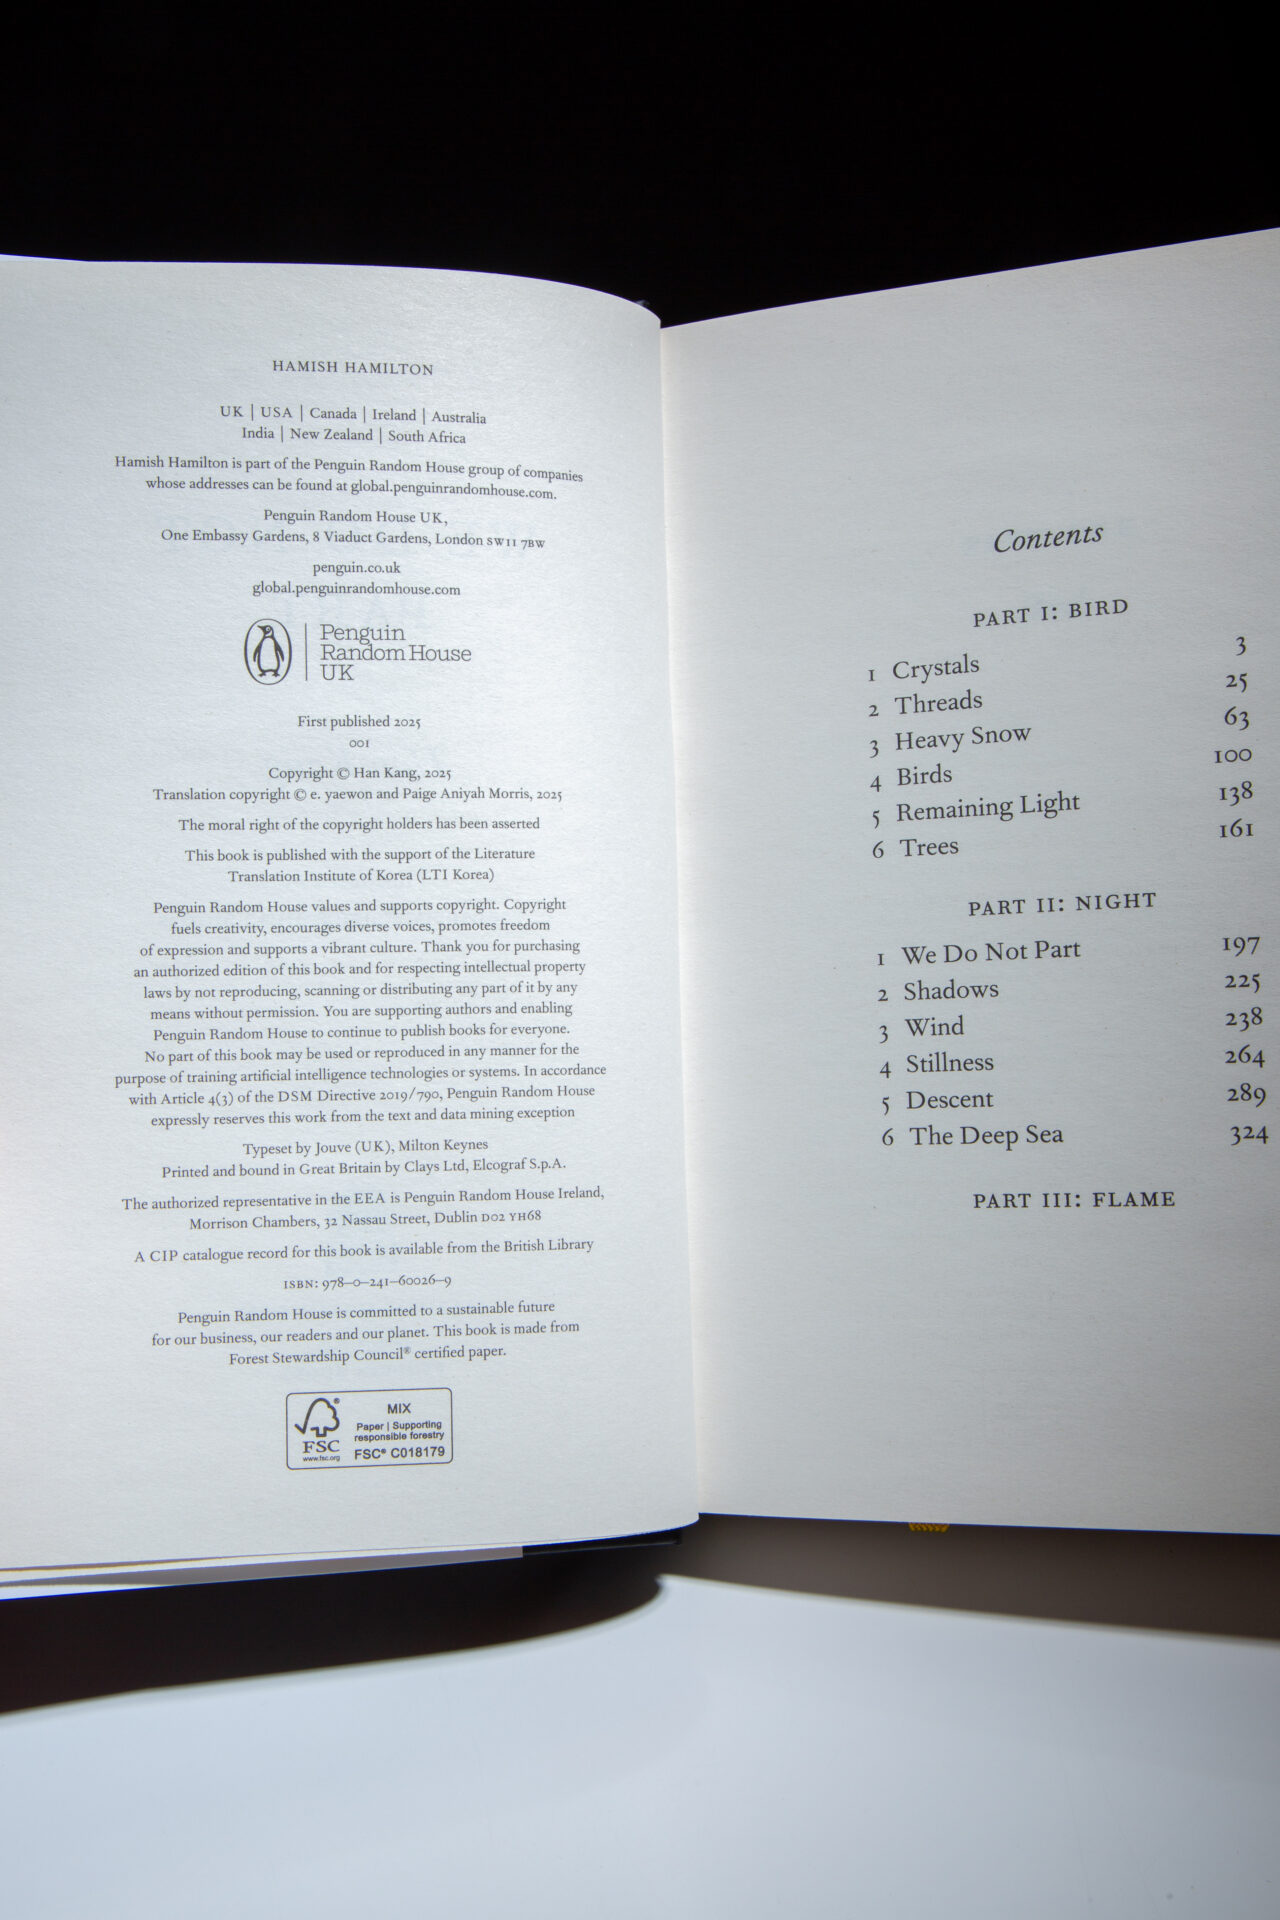 HAMISH HAMILTON
UK | USA | Canada | Ireland | Australia
India | New Zealand | South Africa
Hamish Hamilton is part of the Penguin Random House group of companies
whose addresses can be found at global.penguinrandomhouse.com.
Penguin Random House UK,
One Embassy Gardens, 8 Viaduct Gardens, London SW11 7BW
penguin.co.uk
global.penguinrandomhouse.com
Penguin
Random House
UK
First published 2025
001
Copyright © Han Kang, 2025
Translation copyright © e. yaewon and Paige Aniyah Morris, 2025
The moral right of the copyright holders has been asserted
This book is published with the support of the Literature
Translation Institute of Korea (LTI Korea)
Penguin Random House values and supports copyright. Copyright
fuels creativity, encourages diverse voices, promotes freedom
of expression and supports a vibrant culture. Thank you for purchasing
an authorized edition of this book and for respecting intellectual property
laws by not reproducing, scanning or distributing any part of it by any
means without permission. You are supporting authors and enabling
Penguin Random House to continue to publish books for everyone.
No part of this book may be used or reproduced in any manner for the
purpose of training artificial intelligence technologies or systems. In accordance
with Article 4(3) of the DSM Directive 2019/790, Penguin Random House
expressly reserves this work from the text and data mining exception
Typeset by Jouve (UK), Milton Keynes
Printed and bound in Great Britain by Clays Ltd, Elcograf S.p.A.
The authorized representative in the EEA is Penguin Random House Ireland,
Morrison Chambers, 32 Nassau Street, Dublin D02 YH68
A CIP catalogue record for this book is available from the British Library
ISBN: 978–0–241–60026–9
Penguin Random House is committed to a sustainable future
for our business, our readers and our planet. This book is made from
Forest Stewardship Council® certified paper.
FSC
www.fsc.org
MIX
Paper | Supporting
responsible forestry
FSC® C018179
Contents
PART I: BIRD
1 Crystals 3
2 Threads 25
3 Heavy Snow 63
4 Birds 100
5 Remaining Light 138
6 Trees 161
PART II: NIGHT
1 We Do Not Part 197
2 Shadows 225
3 Wind 238
4 Stillness 264
5 Descent 289
6 The Deep Sea 324
PART III: FLAME